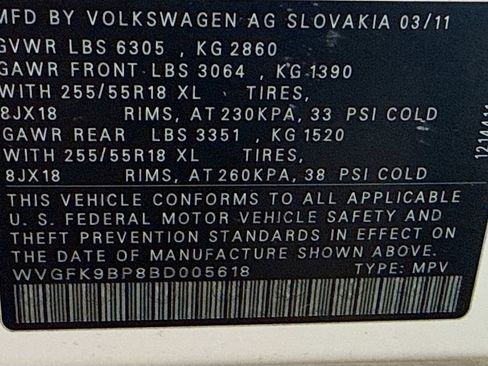 MFD BY VOLKSWAGEN AG SLOVAKIA 03/11
GVWR LBS 6305 , KG 2860
GAWR FRONT LBS 3064 , KG 1390
WITH 255/55R18 XL TIRES,
8JX18 RIMS, AT 230KPA, 33 PSI COLD
GAWR REAR LBS 3351 , KG 1520
WITH 255/55R18 XL TIRES,
8JX18 RIMS, AT 260KPA, 38 PSI COLD
THIS VEHICLE CONFORMS TO ALL APPLICABLE
U. S. FEDERAL MOTOR VEHICLE SAFETY AND
THEFT PREVENTION STANDARDS IN EFFECT ON
THE DATE OF MANUFACTURE SHOWN ABOVE
WVGFK9BP8BD005618 TYPE: MPV